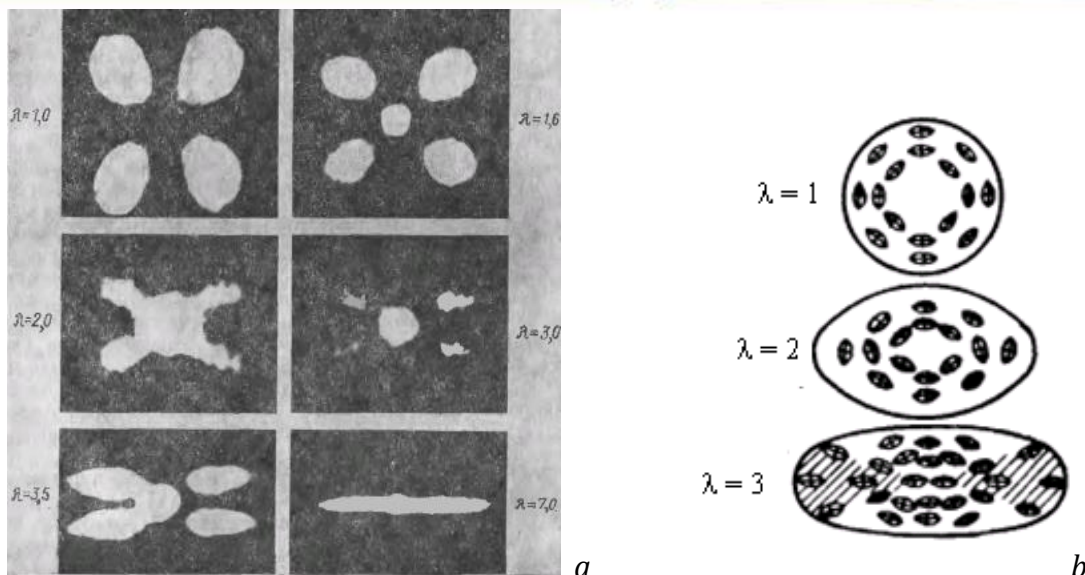 λ=1,0
λ=1,6
λ=2,0
λ=3,0
λ=3,5
λ=7,0
a
λ = 1
λ = 2
λ = 3
b